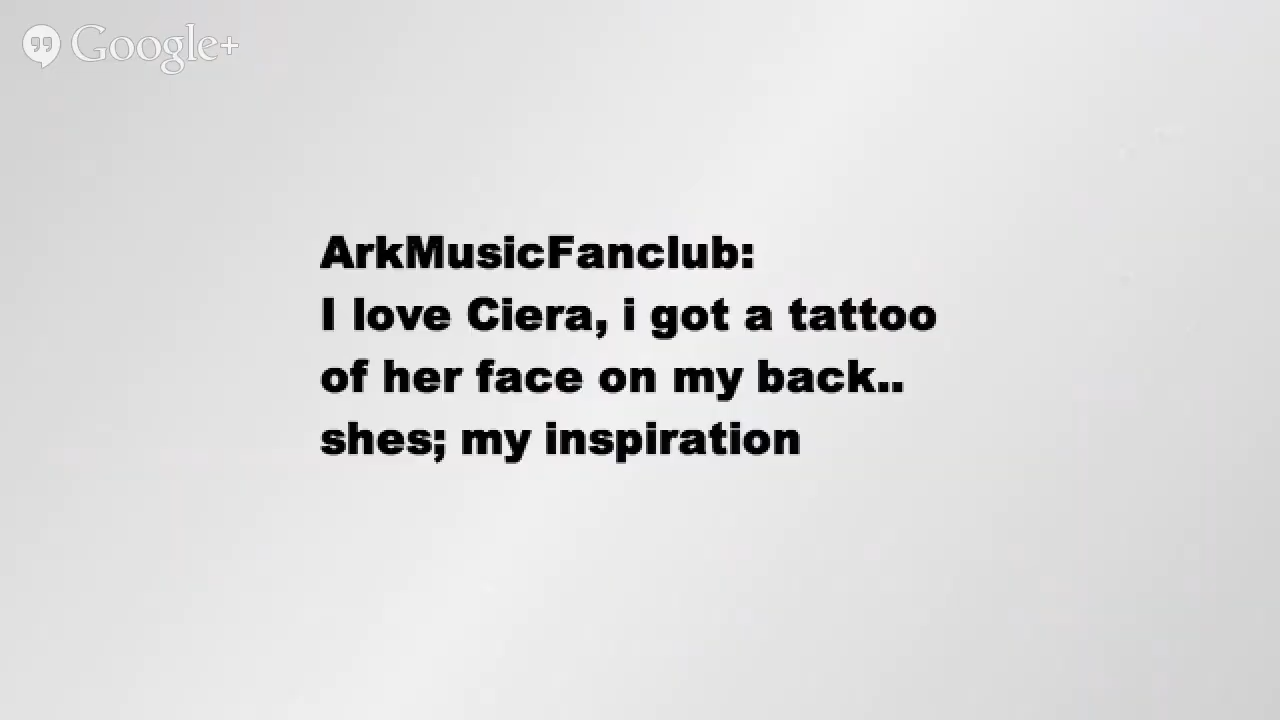 Google+
ArkMusicFanclub:
I love Ciera, i got a tattoo
of her face on my back..
shes; my inspiration